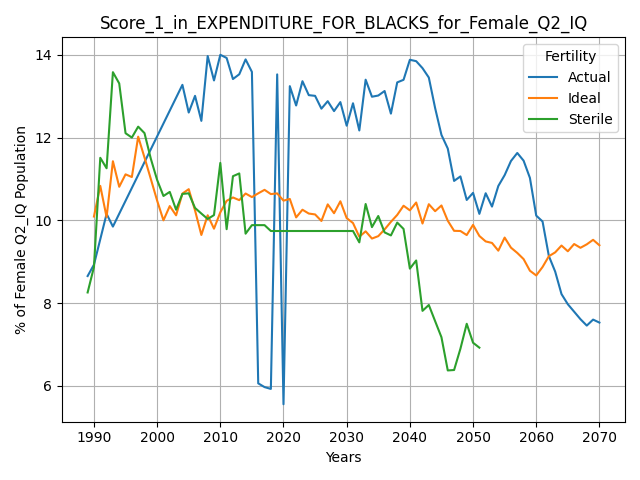 Score_1_in_EXPENDITURE_FOR_BLACKS_for_Female_Q2_IQ
Fertility
Actual
Ideal
Sterile
% of Female Q2_IQ Population
14
12
10
8
6
1990 2000 2010 2020 2030 2040 2050 2060 2070
Years